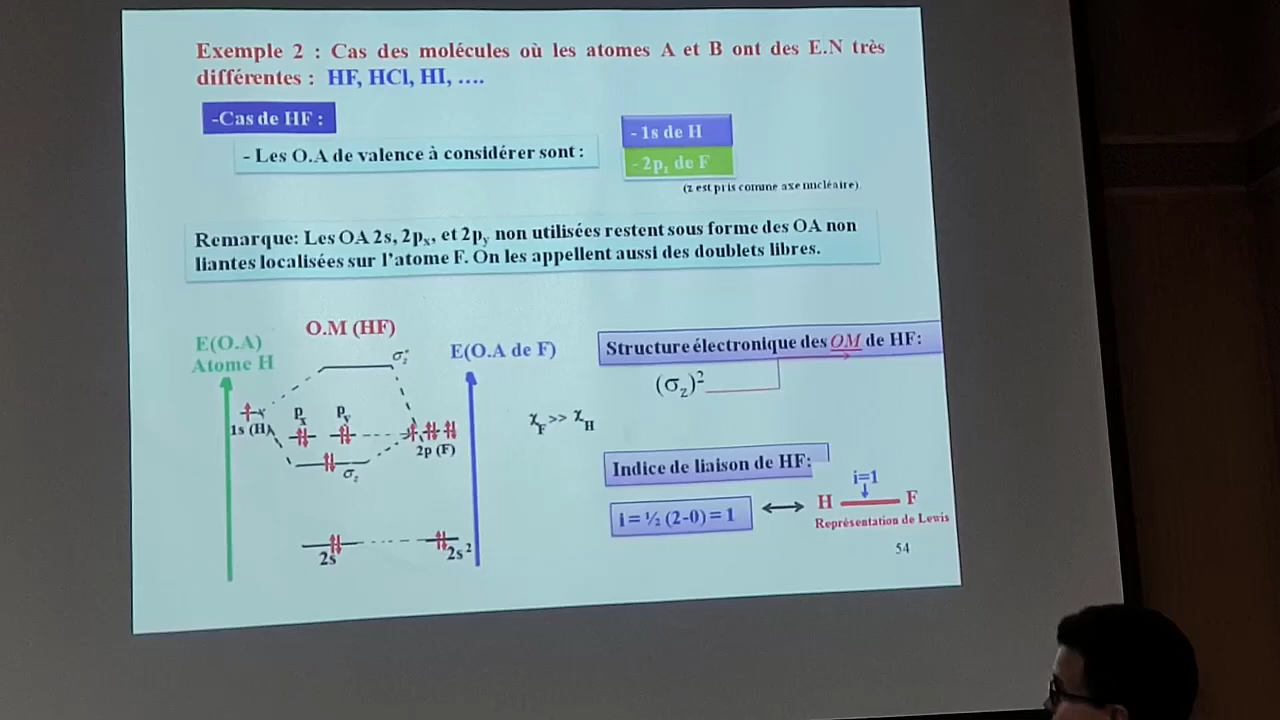 Exemple 2 : Cas des molécules où les atomes A et B ont des E.N très
différentes : HF, HCl, HI, ....
-Cas de HF :
- Les O.A de valence à considérer sont :
- 1s de H
- 2pz de F
(z est pris comme axe nucléaire).
Remarque: Les OA 2s, 2px, et 2py non utilisées restent sous forme des OA non
liantes localisées sur l'atome F. On les appellent aussi des doublets libres.
E(O.A)
Atome H
O.M (HF)
E(O.A de F)
σz*
1s (H)
Px
Py
2p (F)
σz
2s
2s²
χF >> χH
Structure électronique des OM de HF:
(σz)²
Indice de liaison de HF:
i = ½ (2-0) = 1
i=1
H F
Représentation de Lewis
54